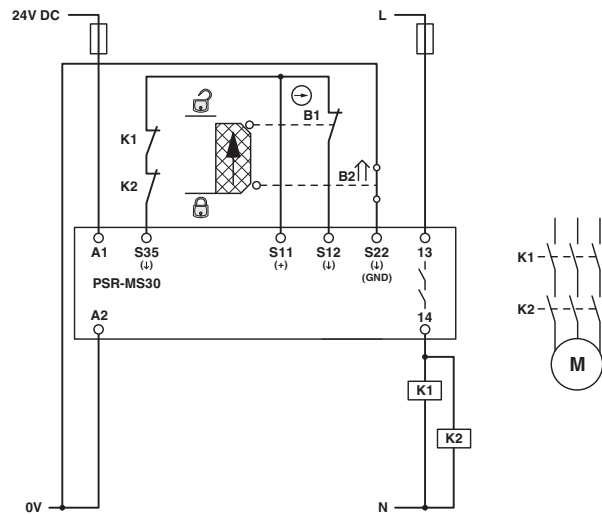 24V DC
L
B1
K1
K2
B2
A1
S35
(↓)
S11
(+)
S12
(↓)
S22
(↓)
(GND)
13
PSR-MS30
A2
14
K1
K2
M
K1
K2
0V
N